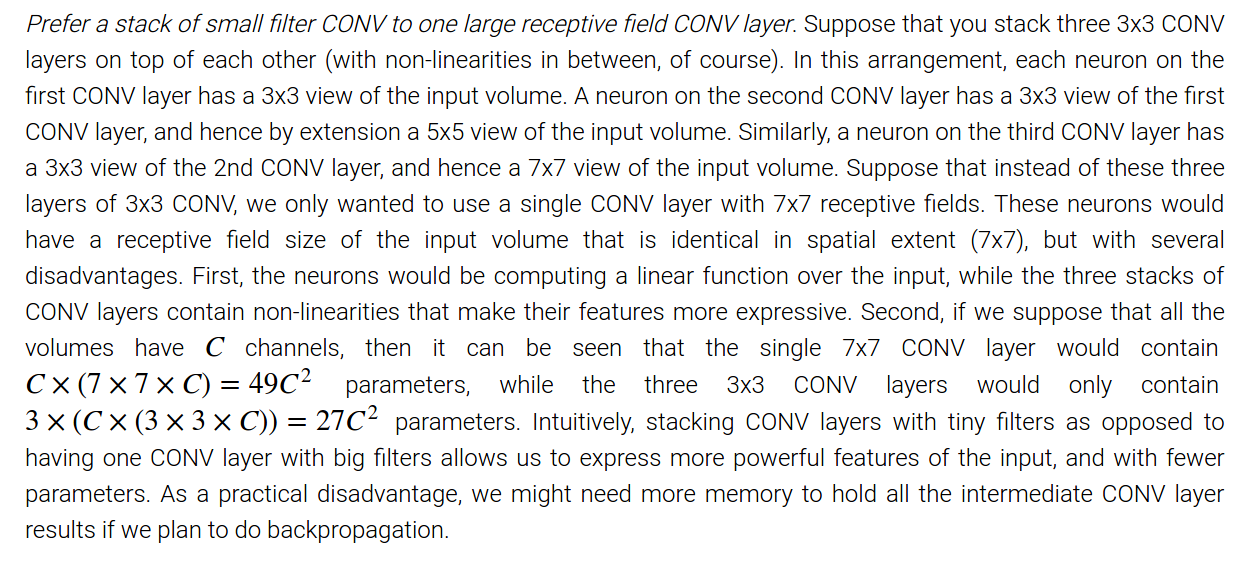 Prefer a stack of small filter CONV to one large receptive field CONV layer. Suppose that you stack three 3x3 CONV
layers on top of each other (with non-linearities in between, of course). In this arrangement, each neuron on the
first CONV layer has a 3x3 view of the input volume. A neuron on the second CONV layer has a 3x3 view of the first
CONV layer, and hence by extension a 5x5 view of the input volume. Similarly, a neuron on the third CONV layer has
a 3x3 view of the 2nd CONV layer, and hence a 7x7 view of the input volume. Suppose that instead of these three
layers of 3x3 CONV, we only wanted to use a single CONV layer with 7x7 receptive fields. These neurons would
have a receptive field size of the input volume that is identical in spatial extent (7x7), but with several
disadvantages. First, the neurons would be computing a linear function over the input, while the three stacks of
CONV layers contain non-linearities that make their features more expressive. Second, if we suppose that all the
volumes have C channels, then it can be seen that the single 7x7 CONV layer would contain
C × (7 × 7 × C) = 49C² parameters, while the three 3x3 CONV layers would only contain
3 × (C × (3 × 3 × C)) = 27C² parameters. Intuitively, stacking CONV layers with tiny filters as opposed to
having one CONV layer with big filters allows us to express more powerful features of the input, and with fewer
parameters. As a practical disadvantage, we might need more memory to hold all the intermediate CONV layer
results if we plan to do backpropagation.